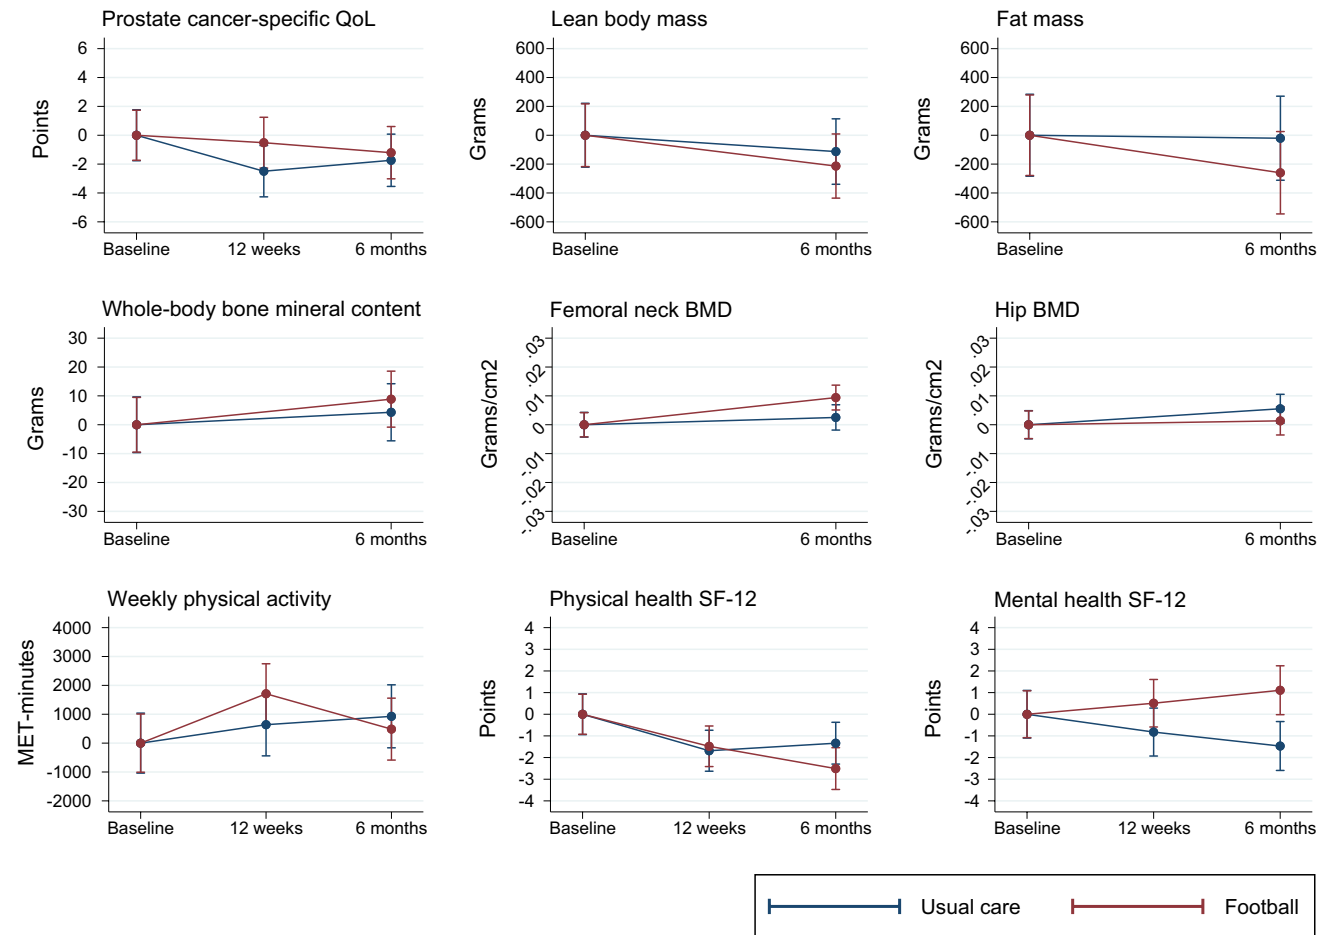 Prostate cancer-specific QoL
Points
6
4
2
0
-2
-4
-6
Baseline
12 weeks
6 months
Lean body mass
Grams
600
400
200
0
-200
-400
-600
Baseline
6 months
Fat mass
Grams
600
400
200
0
-200
-400
-600
Baseline
6 months
Whole-body bone mineral content
Grams
30
20
10
0
-10
-20
-30
Baseline
6 months
Femoral neck BMD
Grams/cm2
.03
.02
.01
0
-.01
-.02
-.03
Baseline
6 months
Hip BMD
Grams/cm2
.03
.02
.01
0
-.01
-.02
-.03
Baseline
6 months
Weekly physical activity
MET-minutes
4000
3000
2000
1000
0
-1000
-2000
Baseline
12 weeks
6 months
Physical health SF-12
Points
4
3
2
1
0
-1
-2
-3
-4
Baseline
12 weeks
6 months
Mental health SF-12
Points
4
3
2
1
0
-1
-2
-3
-4
Baseline
12 weeks
6 months
Usual care
Football